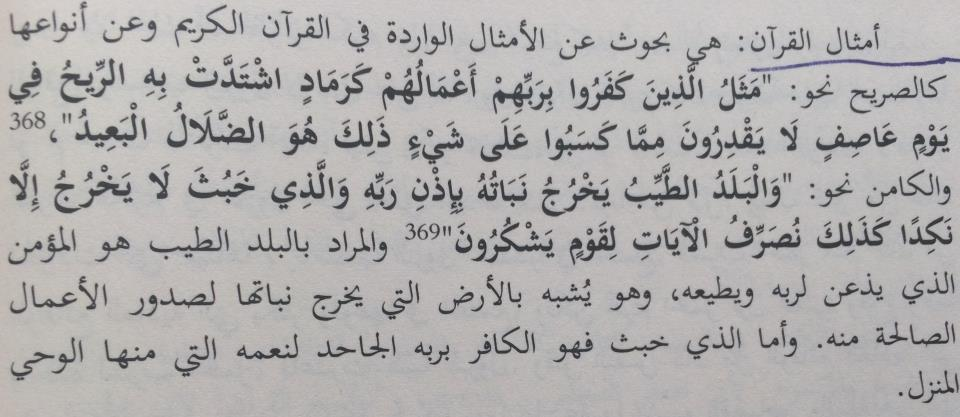 أمثال القرآن: هي بحوث عن الأمثال الواردة في القرآن الكريم وعن أنواعها
كالصريح نحو: "مَثَلُ الَّذِينَ كَفَرُوا بِرَبِّهِمْ أَعْمَالُهُمْ كَرَمَادٍ اشْتَدَّتْ بِهِ الرِّيحُ فِي
يَوْمٍ عَاصِفٍ لَا يَقْدِرُونَ مِمَّا كَسَبُوا عَلَى شَيْءٍ ذَلِكَ هُوَ الضَّلَالُ الْبَعِيدُ"،368
والكامن نحو: "وَالْبَلَدُ الطَّيِّبُ يَخْرُجُ نَبَاتُهُ بِإِذْنِ رَبِّهِ وَالَّذِي خَبُثَ لَا يَخْرُجُ إِلَّا
نَكِدًا كَذَلِكَ نُصَرِّفُ الْآيَاتِ لِقَوْمٍ يَشْكُرُونَ"369 والمراد بالبلد الطيب هو المؤمن
الذي يذعن لربه ويطيعه، وهو يُشبه بالأرض التي يخرج نباتها لصدور الأعمال
الصالحة منه. وأما الذي خبث فهو الكافر بربه الجاحد لنعمه التي منها الوحي
المنزل.